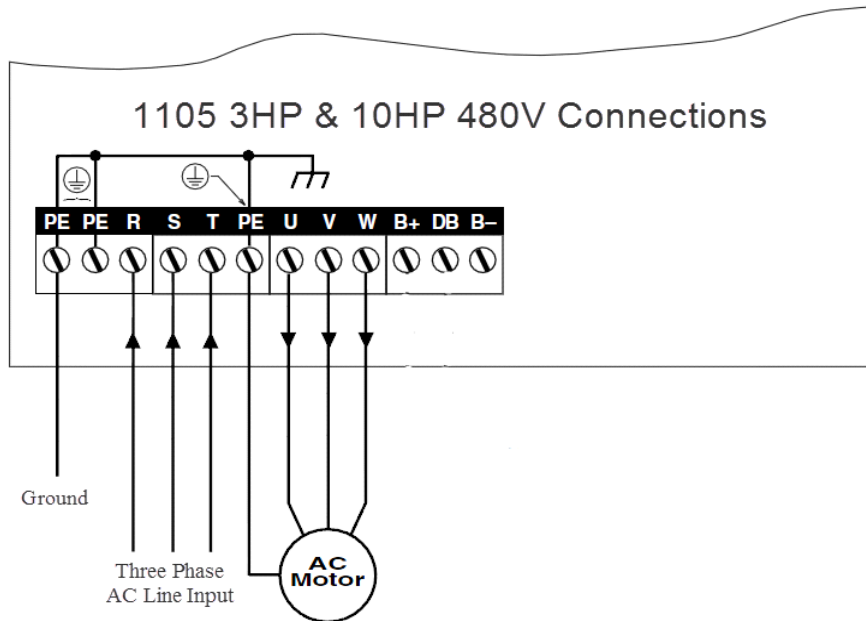 1105 3HP & 10HP 480V Connections
PE PE R S T PE U V W B+ DB B–
Ground
Three Phase
AC Line Input
AC
Motor